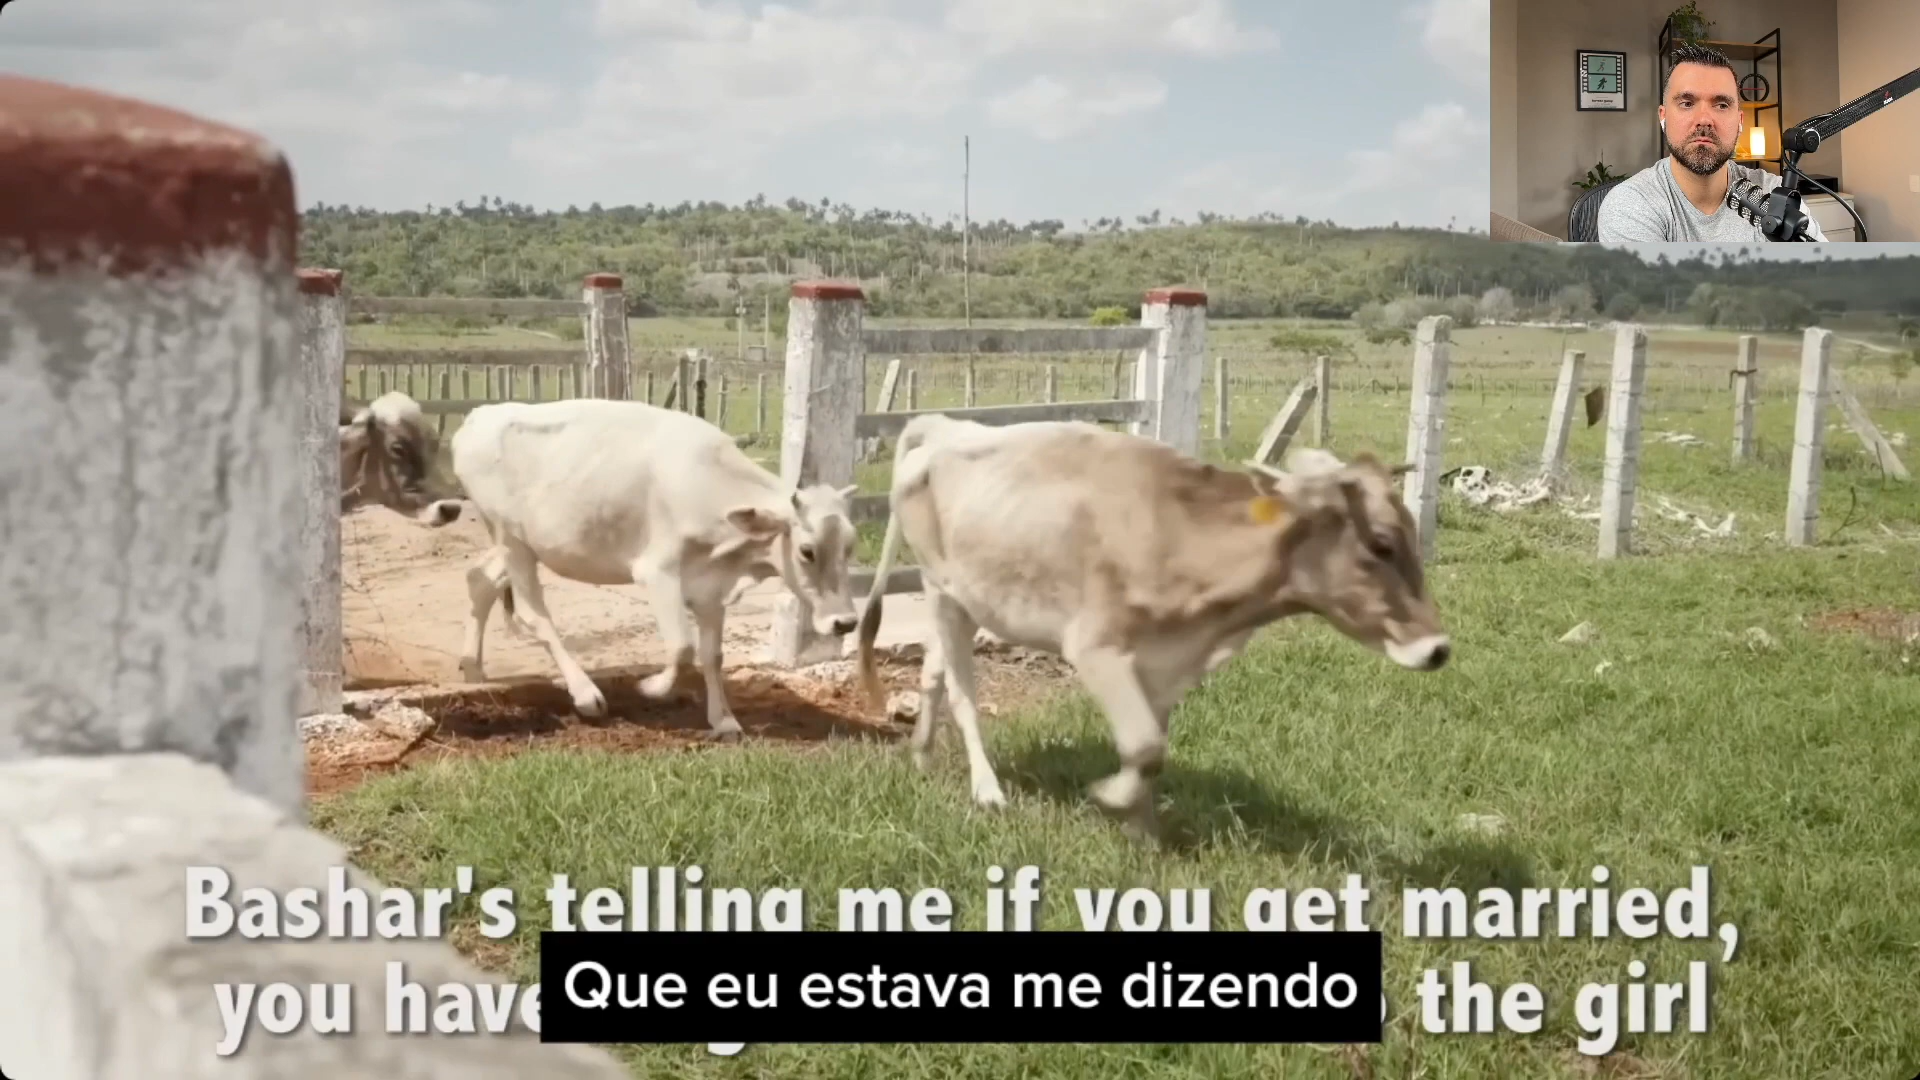 Bashar's telling me if you get married,
you have
Que eu estava me dizendo
the girl